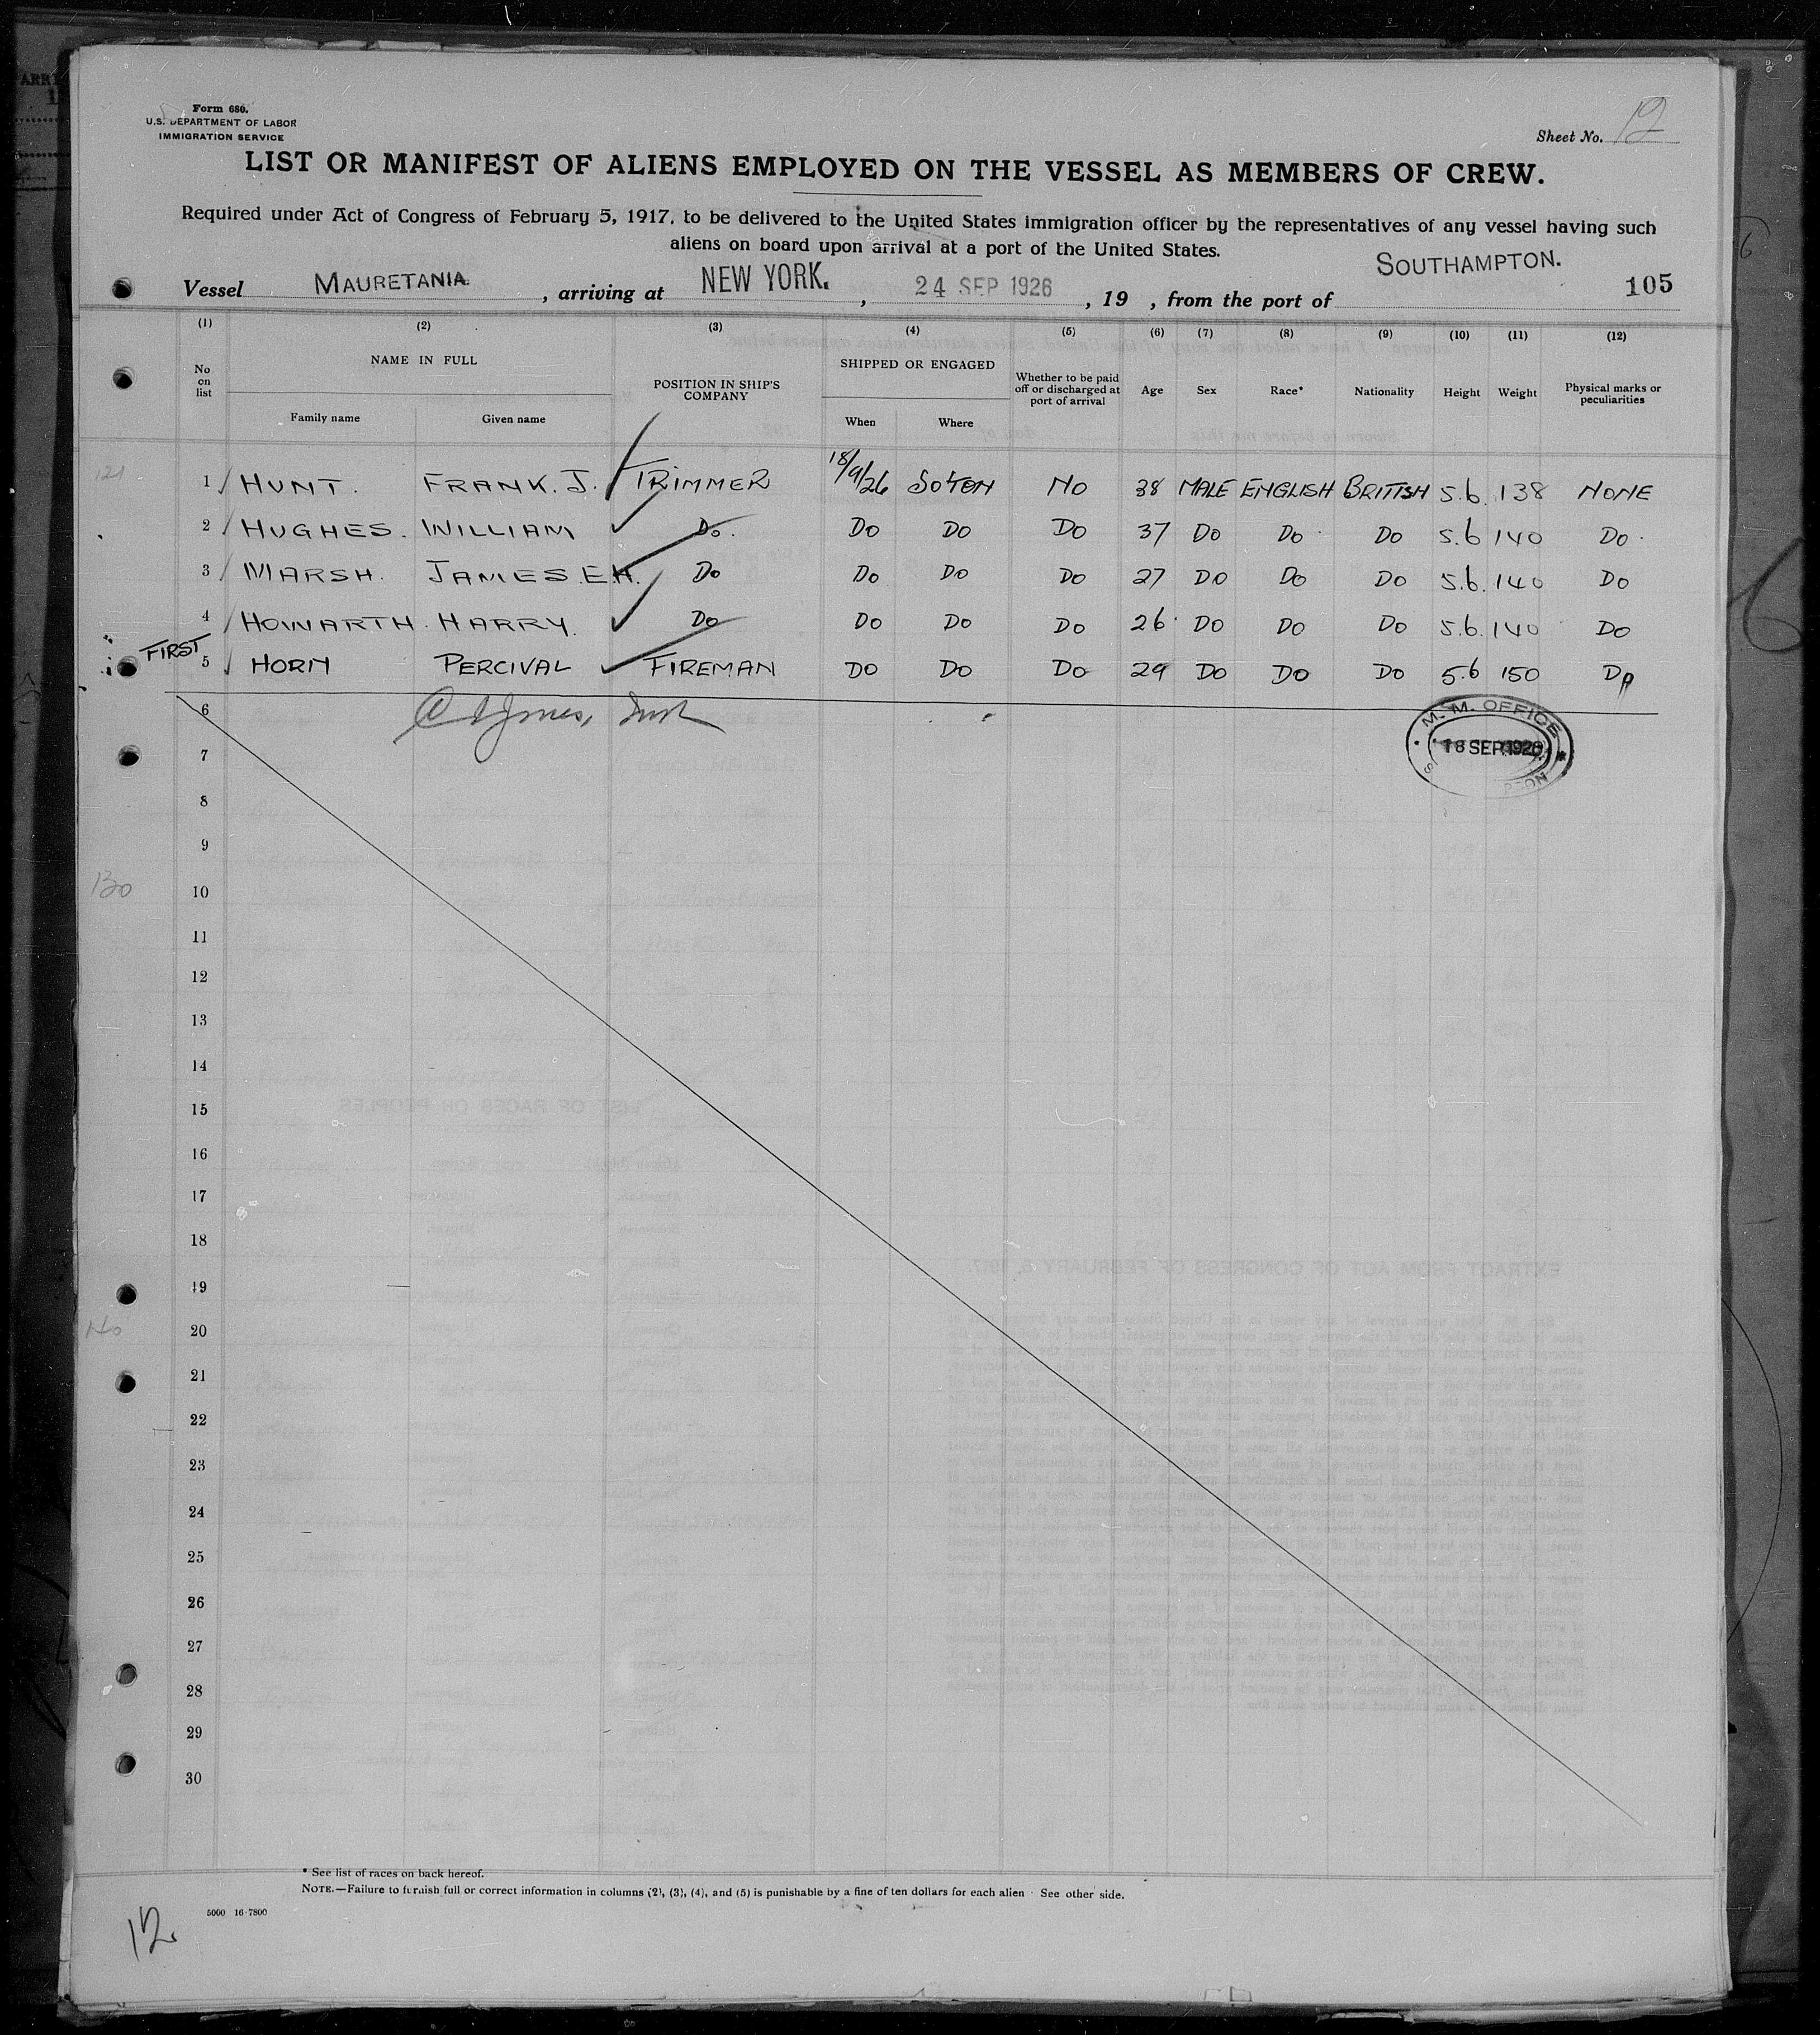 Form 680.
U.S. DEPARTMENT OF LABOR
IMMIGRATION SERVICE
Sheet No. 12
LIST OR MANIFEST OF ALIENS EMPLOYED ON THE VESSEL AS MEMBERS OF CREW.
Required under Act of Congress of February 5, 1917, to be delivered to the United States immigration officer by the representatives of any vessel having such
aliens on board upon arrival at a port of the United States.
Vessel MAURETANIA , arriving at NEW YORK. , 24 SEP 1926 , 19 , from the port of SOUTHAMPTON. 105
(1) (2) (3) (4) (5) (6) (7) (8) (9) (10) (11) (12)
No on list NAME IN FULL POSITION IN SHIP'S COMPANY SHIPPED OR ENGAGED Whether to be paid off or discharged at port of arrival Age Sex Race* Nationality Height Weight Physical marks or peculiarities
Family name Given name When Where
121 1 HUNT. FRANK. J. TRIMMER 18/9/26 SOTON NO 38 MALE ENGLISH BRITISH 5.6. 138 NONE
2 HUGHES. WILLIAM DO. DO DO DO 37 DO DO DO 5.6 140 DO
3 MARSH. JAMES. E.H. DO DO DO DO 27 DO DO DO 5.6. 140 DO
4 HOWARTH. HARRY. DO DO DO DO 26 DO DO DO 5.6. 140 DO
FIRST 5 HORN PERCIVAL FIREMAN DO DO DO 29 DO DO DO 5.6 150 DO
6
M. M. OFFICE
18 SEP 1926
7
8
9
130 10
11
12
13
14
15
16
17
18
19
140 20
21
22
23
24
25
26
27
28
29
30
* See list of races on back hereof.
NOTE.—Failure to furnish full or correct information in columns (2), (3), (4), and (5) is punishable by a fine of ten dollars for each alien See other side.
5000 16-7800
12